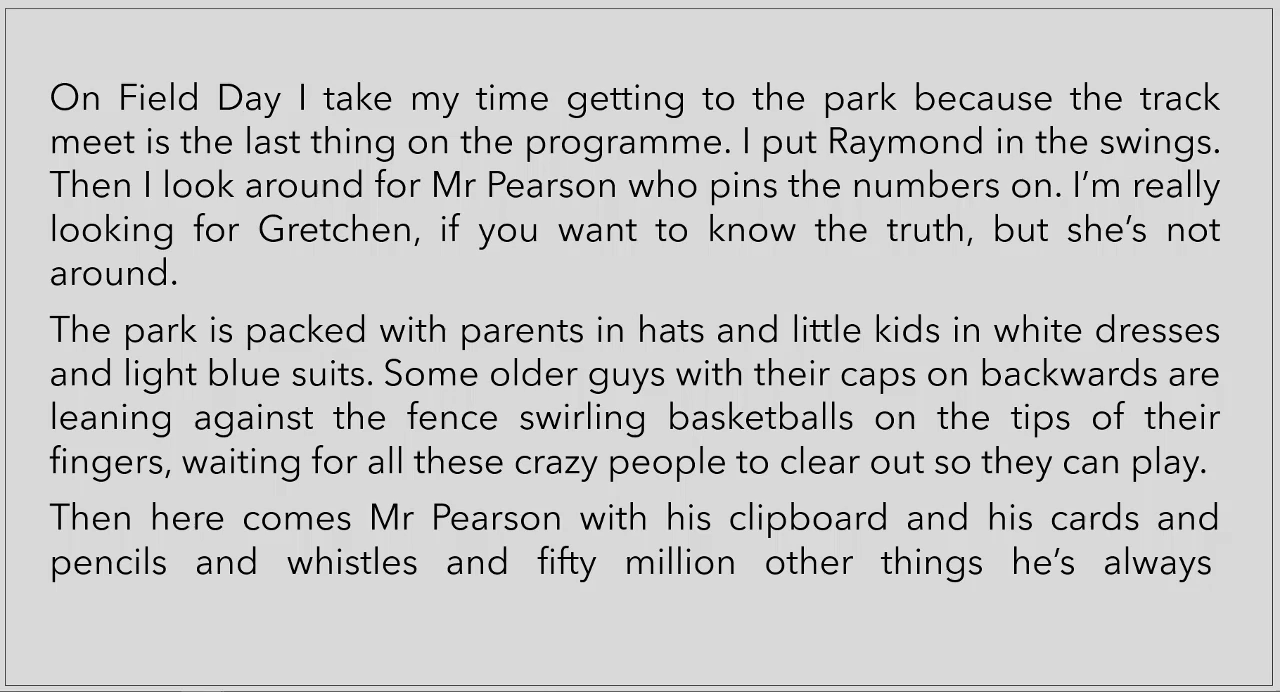 On Field Day I take my time getting to the park because the track
meet is the last thing on the programme. I put Raymond in the swings.
Then I look around for Mr Pearson who pins the numbers on. I’m really
looking for Gretchen, if you want to know the truth, but she’s not
around.
The park is packed with parents in hats and little kids in white dresses
and light blue suits. Some older guys with their caps on backwards are
leaning against the fence swirling basketballs on the tips of their
fingers, waiting for all these crazy people to clear out so they can play.
Then here comes Mr Pearson with his clipboard and his cards and
pencils and whistles and fifty million other things he’s always